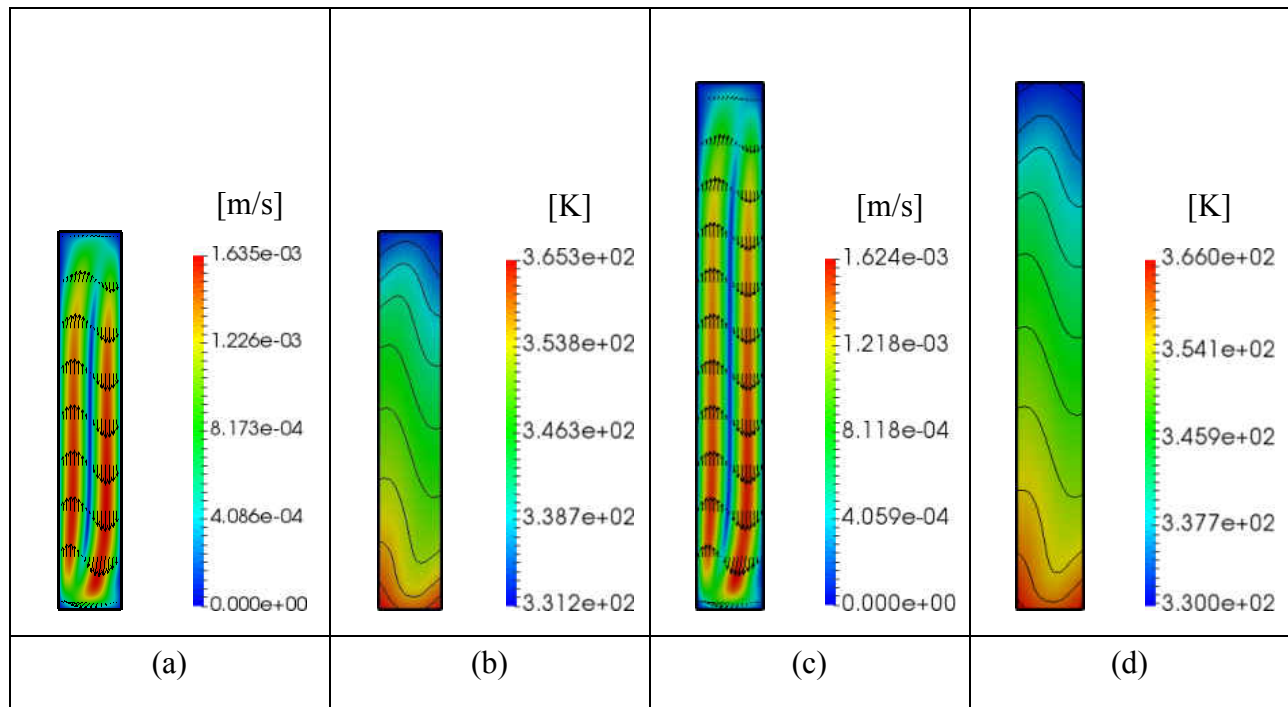 [m/s]
1.635e-03
1.226e-03
8.173e-04
4.086e-04
0.000e+00
(a)
[K]
3.653e+02
3.538e+02
3.463e+02
3.387e+02
3.312e+02
(b)
[m/s]
1.624e-03
1.218e-03
8.118e-04
4.059e-04
0.000e+00
(c)
[K]
3.660e+02
3.541e+02
3.459e+02
3.377e+02
3.300e+02
(d)